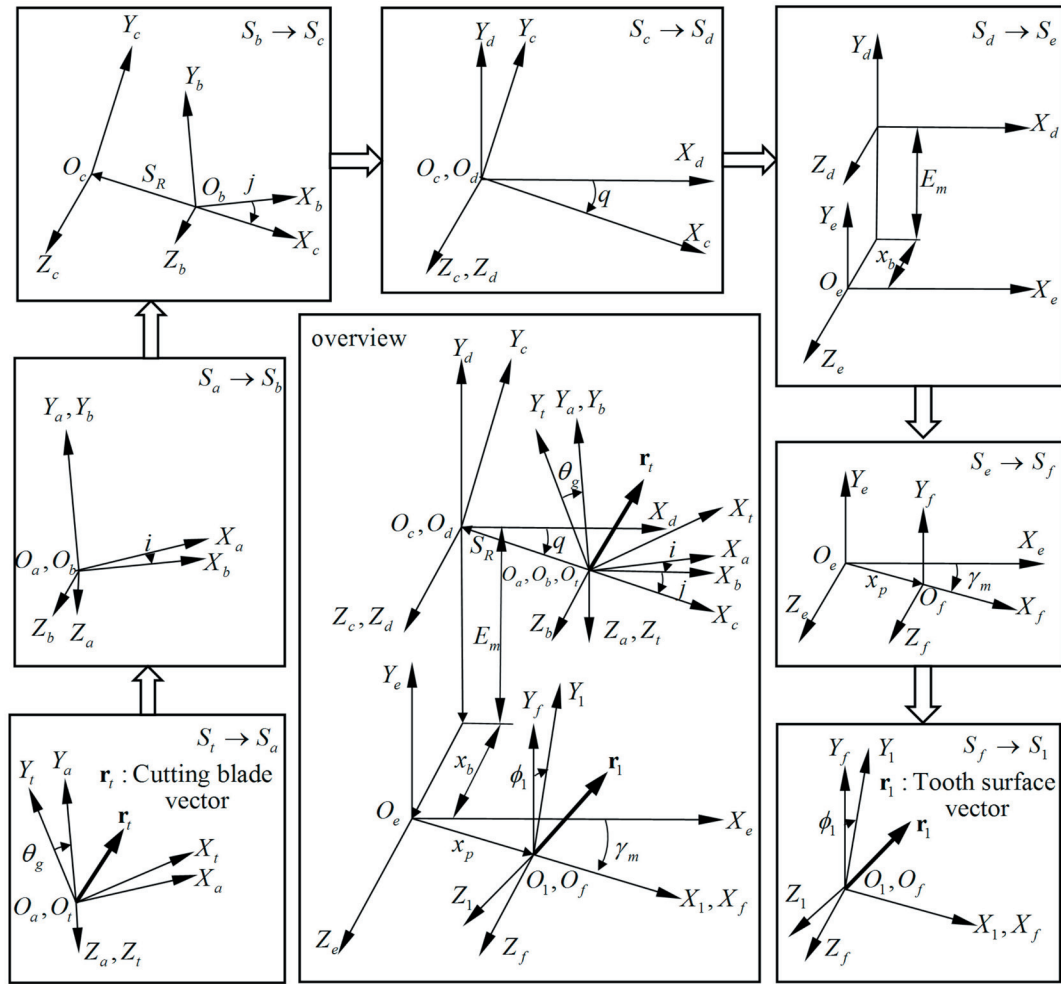 S_b → S_c
Y_c
Y_b
O_c
S_R
O_b
j
X_b
X_c
Z_b
Z_c
S_c → S_d
Y_d
Y_c
O_c, O_d
X_d
q
X_c
Z_c, Z_d
S_d → S_e
Y_d
X_d
Z_d
E_m
Y_e
x_b
O_e
X_e
Z_e
S_a → S_b
Y_a, Y_b
O_a, O_b
i
X_a
X_b
Z_b
Z_a
overview
Y_d
Y_c
Y_t
Y_a, Y_b
θ_g
r_t
O_c, O_d
X_d
X_t
S_R
q
i
X_a
O_a, O_b, O_t
X_b
j
X_c
Z_c, Z_d
Z_b
Z_a, Z_t
E_m
Y_e
Y_f
Y_1
x_b
ϕ_1
r_1
O_e
X_e
x_p
γ_m
O_1, O_f
Z_1
X_1, X_f
Z_e
Z_f
S_e → S_f
Y_e
Y_f
O_e
X_e
x_p
γ_m
O_f
X_f
Z_e
Z_f
S_t → S_a
Y_t
Y_a
r_t : Cutting blade
vector
r_t
θ_g
X_t
X_a
O_a, O_t
Z_a, Z_t
S_f → S_1
Y_f
Y_1
r_1 : Tooth surface
vector
ϕ_1
r_1
O_1, O_f
Z_1
X_1, X_f
Z_f